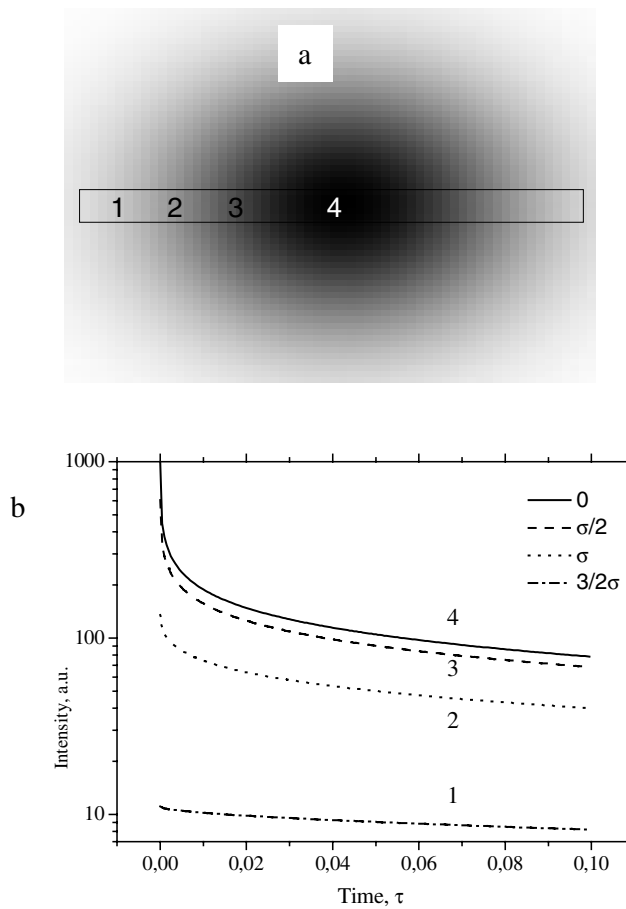 a
1 2 3 4
b
1000
100
10
Intensity, a.u.
0
σ/2
σ
3/2σ
4
3
2
1
0,00 0,02 0,04 0,06 0,08 0,10
Time, τ